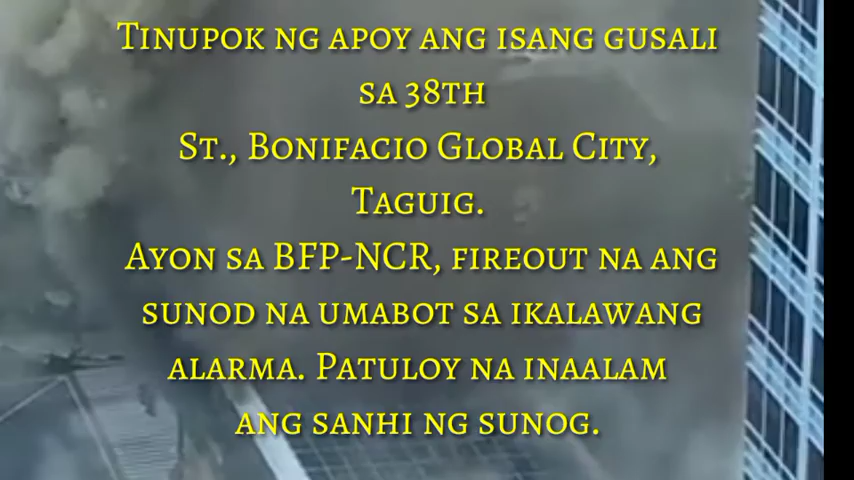 Tinupok ng apoy ang isang gusali
sa 38th
St., Bonifacio Global City,
Taguig.
Ayon sa BFP-NCR, fireout na ang
sunod na umabot sa ikalawang
alarma. Patuloy na inaalam
ang sanhi ng sunog.